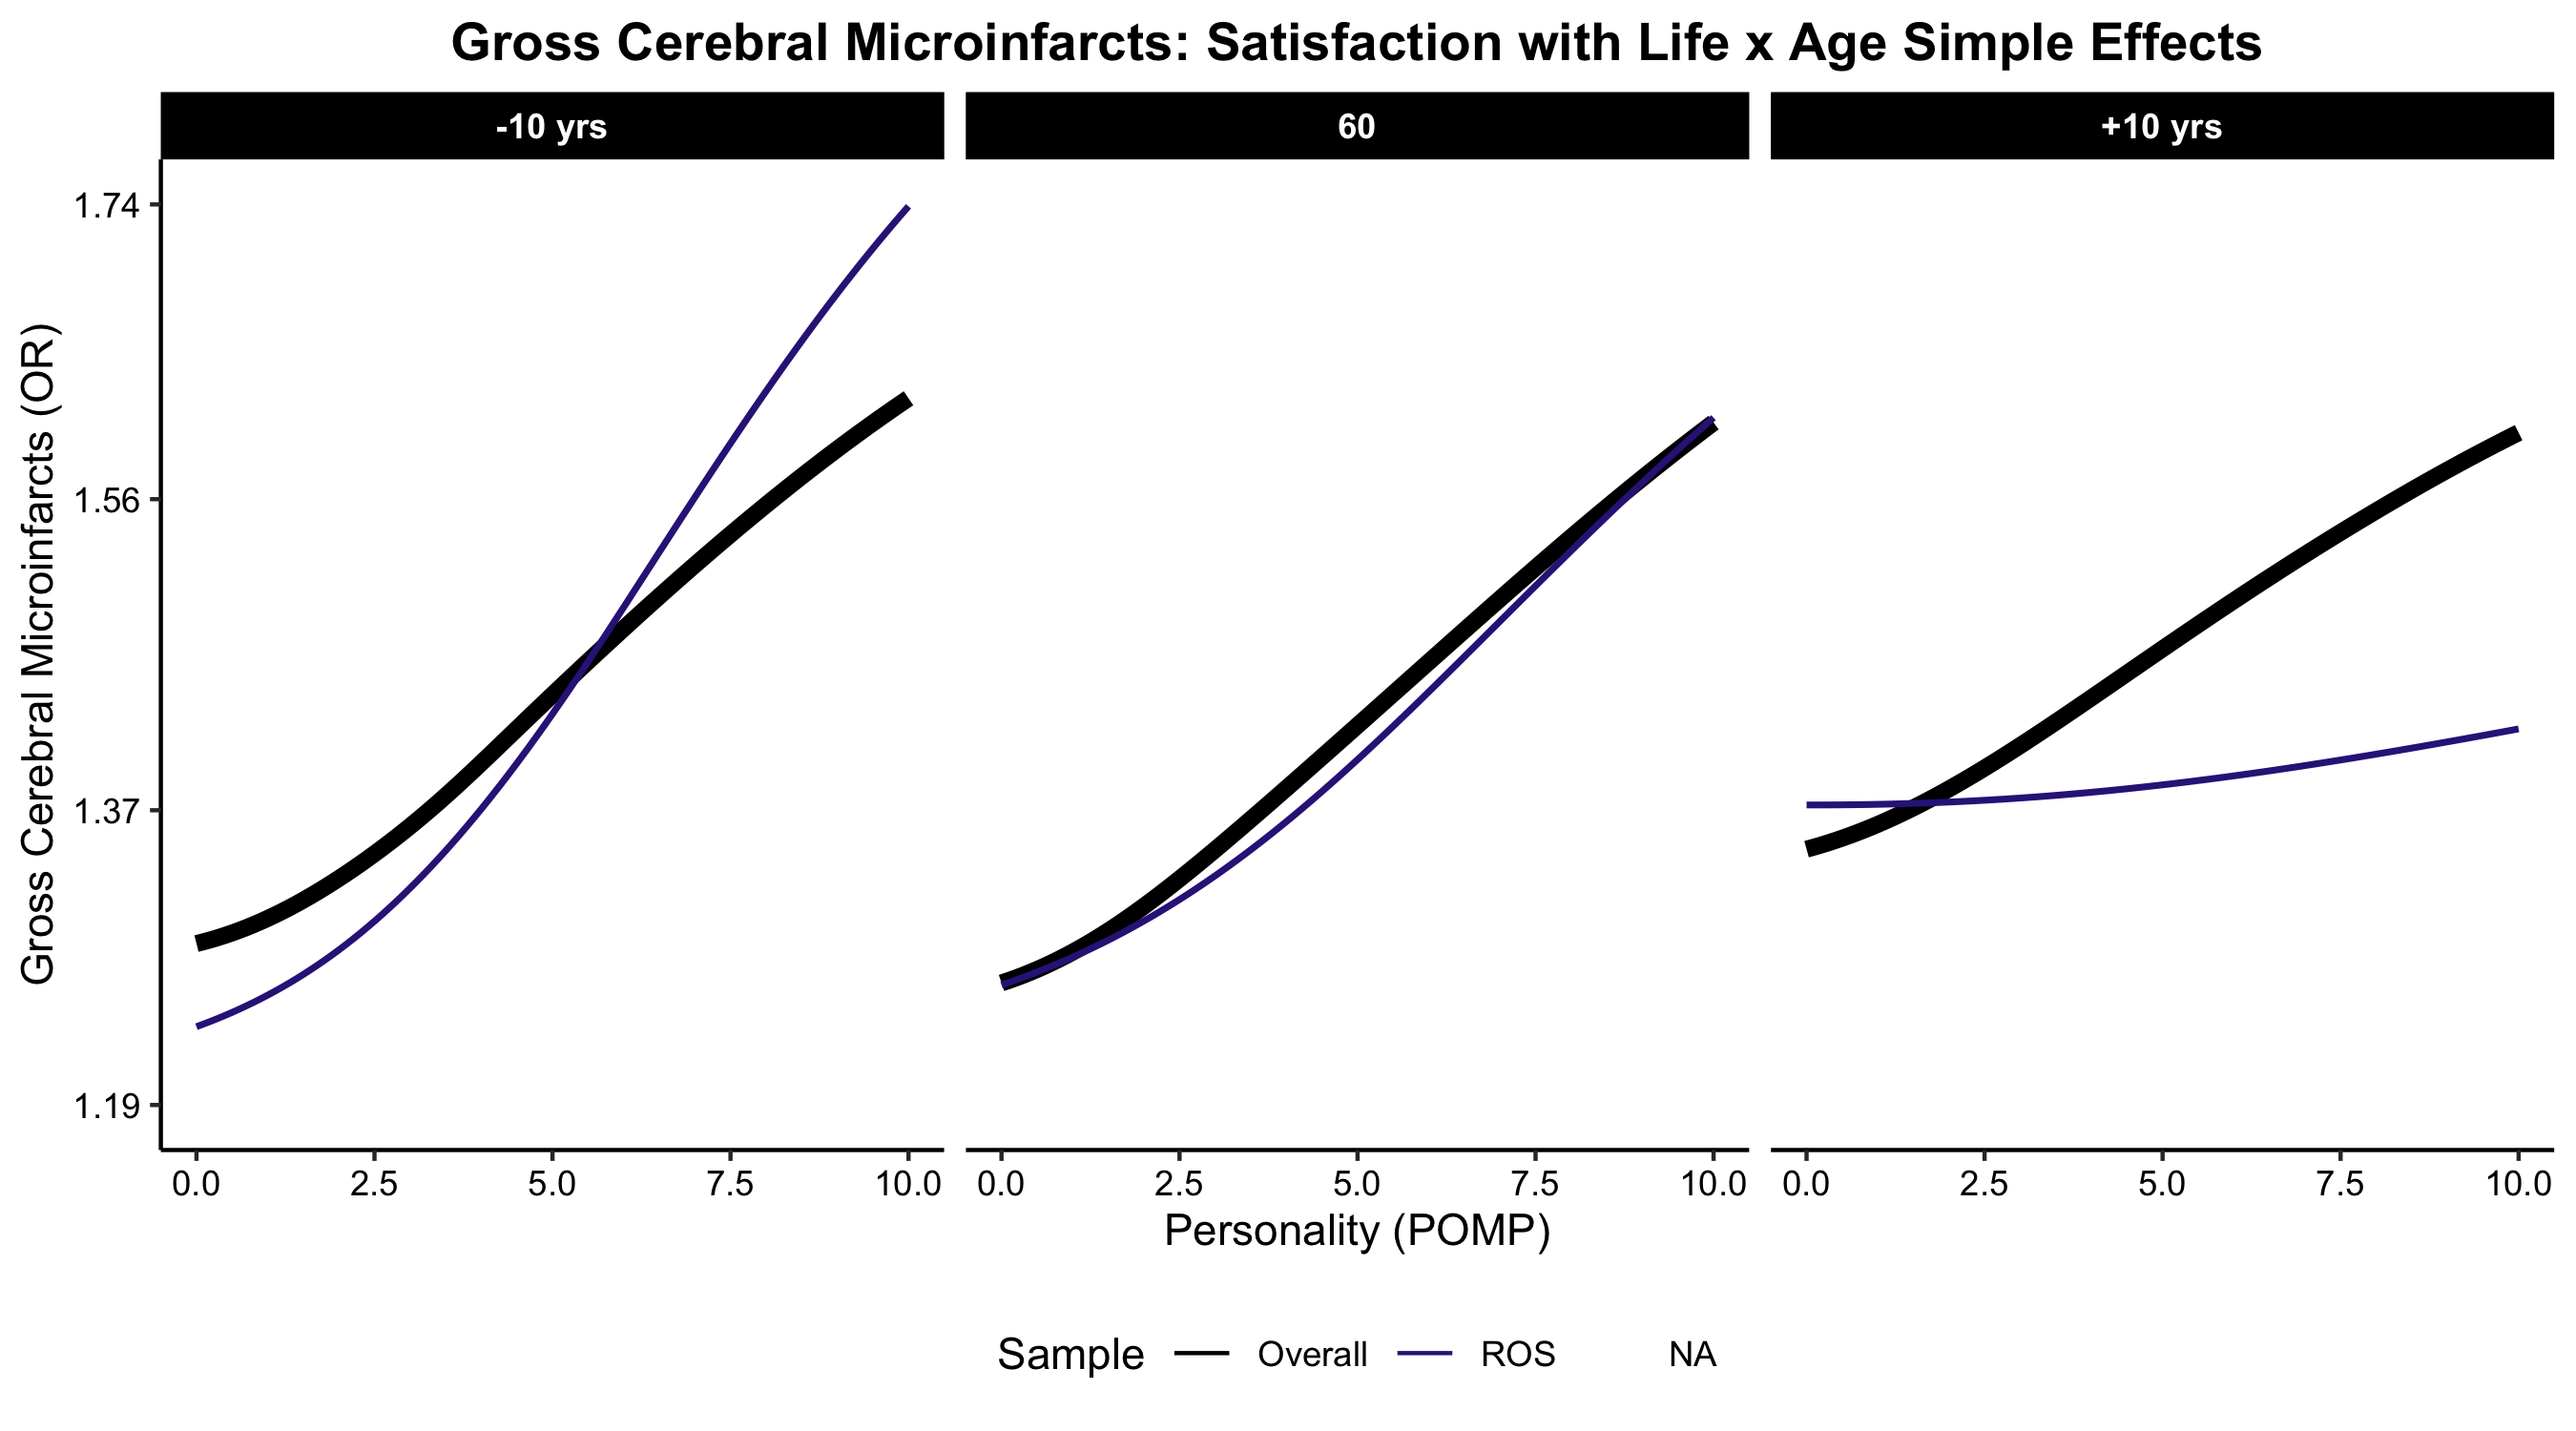 Gross Cerebral Microinfarcts: Satisfaction with Life x Age Simple Effects
-10 yrs
60
+10 yrs
Gross Cerebral Microinfarcts (OR)
1.74
1.56
1.37
1.19
0.0 2.5 5.0 7.5 10.0
0.0 2.5 5.0 7.5 10.0
0.0 2.5 5.0 7.5 10.0
Personality (POMP)
Sample Overall ROS NA